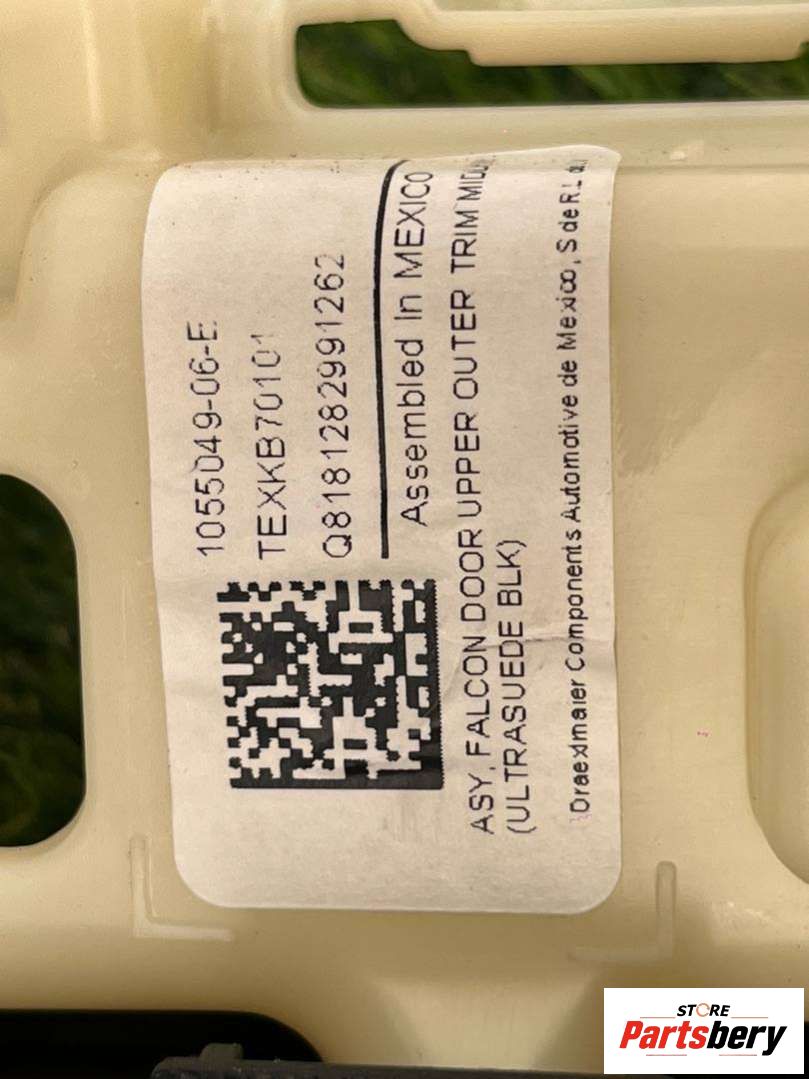 1055049-06-E
TEXKB70101
Q8181282991262
Assembled In MEXICO
ASY, FALCON DOOR UPPER OUTER TRIM
(ULTRASUEDE BLK)
Draexlmaier Components Automotive de Mexico, S de R.L
STORE
Partsbery